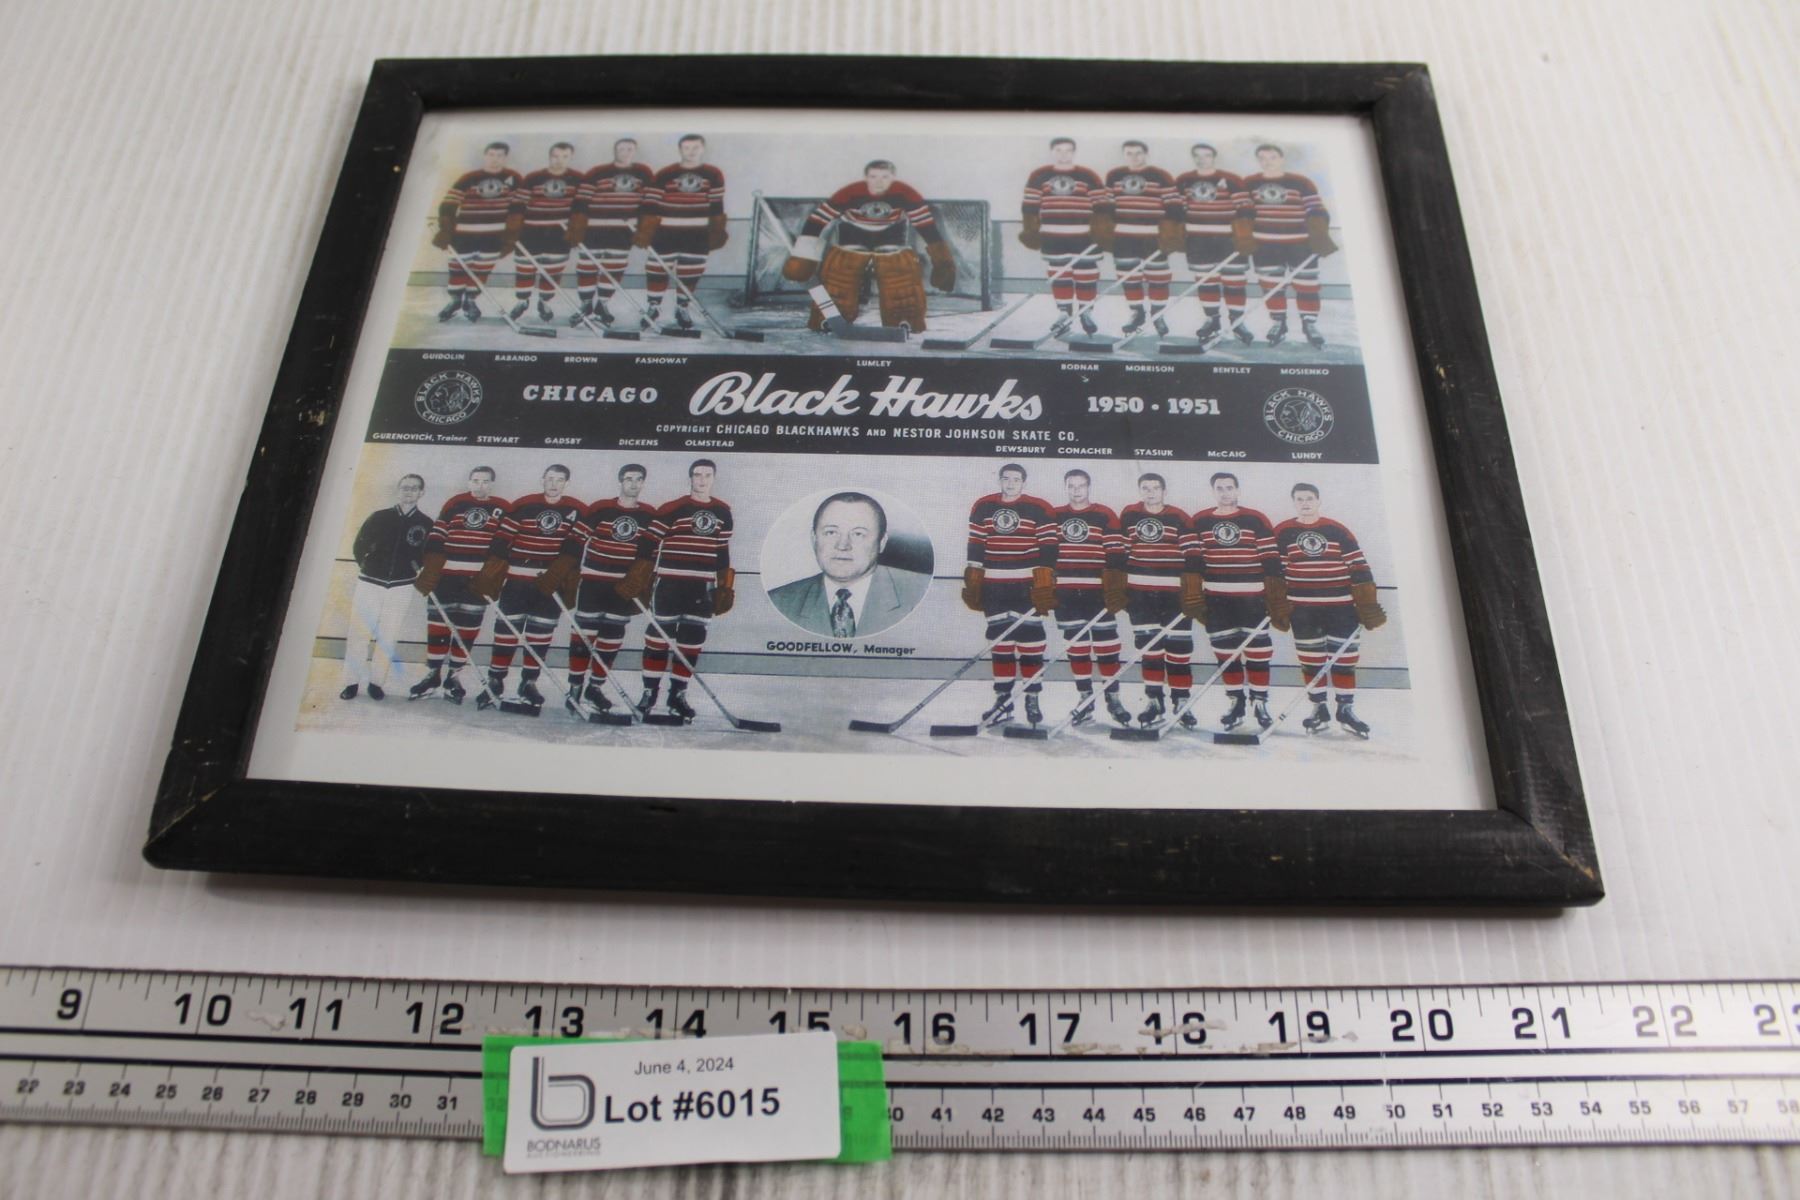 GUIDOLIN BABANDO BROWN FASHOWAY LUMLEY BODNAR MORRISON BENTLEY MOSIENKO
BLACK HAWKS CHICAGO
CHICAGO Black Hawks 1950 • 1951
BLACK HAWKS CHICAGO
COPYRIGHT CHICAGO BLACKHAWKS AND NESTOR JOHNSON SKATE CO.
GURENOVICH, Trainer STEWART GADSBY DICKENS OLMSTEAD DEWSBURY CONACHER STASIUK McCAIG LUNDY
C A
GOODFELLOW, Manager
9 10 11 12 13 14 15 16 17 18 19 20 21 22
22 23 24 25 26 27 28 29 30 31 40 41 42 43 44 45 46 47 48 49 50 51 52 53 54 55 56 57 58
June 4, 2024
Lot #6015
BODNARUS
AUCTIONEERING